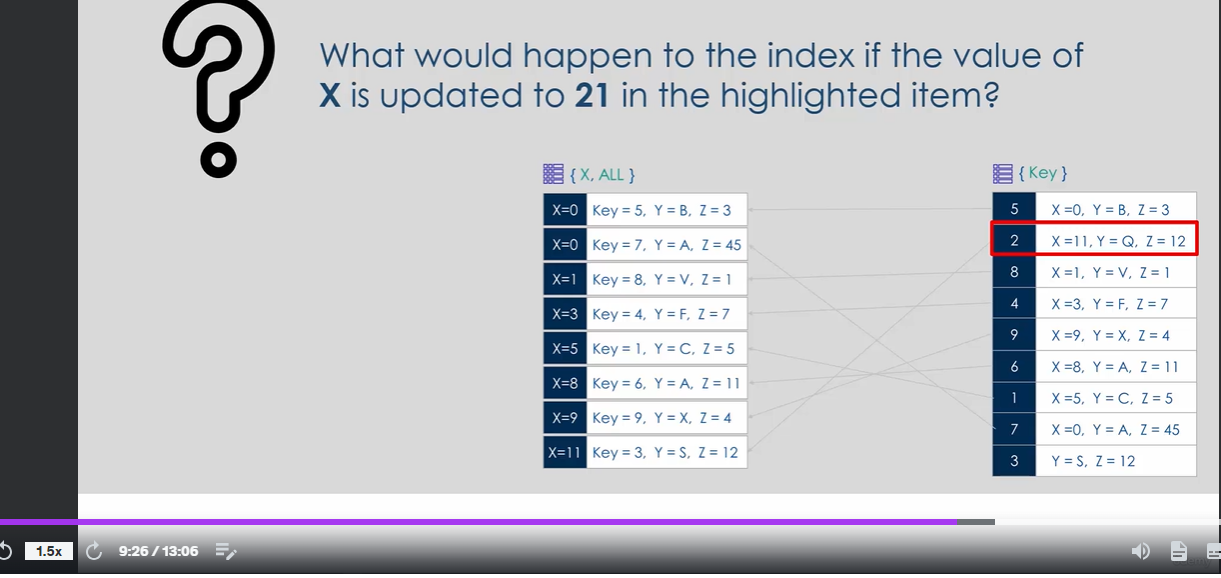 What would happen to the index if the value of
X is updated to 21 in the highlighted item?
{ X, ALL }
X=0 Key = 5, Y = B, Z = 3
X=0 Key = 7, Y = A, Z = 45
X=1 Key = 8, Y = V, Z = 1
X=3 Key = 4, Y = F, Z = 7
X=5 Key = 1, Y = C, Z = 5
X=8 Key = 6, Y = A, Z = 11
X=9 Key = 9, Y = X, Z = 4
X=11 Key = 3, Y = S, Z = 12
{ Key }
5 X =0, Y = B, Z = 3
2 X =11, Y = Q, Z = 12
8 X =1, Y = V, Z = 1
4 X =3, Y = F, Z = 7
9 X =9, Y = X, Z = 4
6 X =8, Y = A, Z = 11
1 X =5, Y = C, Z = 5
7 X =0, Y = A, Z = 45
3 Y = S, Z = 12
1.5x 9:26 / 13:06